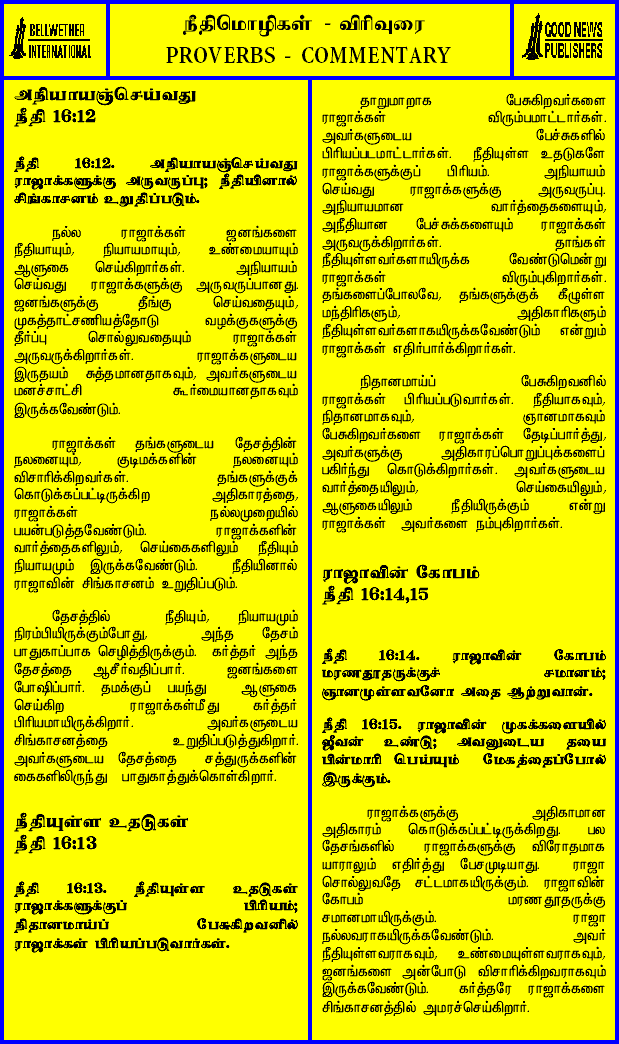 BELLWETHER
INTERNATIONAL
நீதிமொழிகள் - விரிவுரை
PROVERBS - COMMENTARY
GOOD NEWS
PUBLISHERS
அநியாயஞ்செய்வது
நீதி 16:12
நீதி 16:12. அநியாயஞ்செய்வது
ராஜாக்களுக்கு அருவருப்பு; நீதியினால்
சிங்காசனம் உறுதிப்படும்.
நல்ல ராஜாக்கள் ஜனங்களை
நீதியாயும், நியாயமாயும், உண்மையாயும்
ஆளுகை செய்கிறார்கள். அநியாயம்
செய்வது ராஜாக்களுக்கு அருவருப்பானது.
ஜனங்களுக்கு தீங்கு செய்வதையும்,
முகத்தாட்சணியத்தோடு வழக்குகளுக்கு
தீர்ப்பு சொல்லுவதையும் ராஜாக்கள்
அருவருக்கிறார்கள். ராஜாக்களுடைய
இருதயம் சுத்தமானதாகவும், அவர்களுடைய
மனச்சாட்சி கூர்மையானதாகவும்
இருக்கவேண்டும்.
ராஜாக்கள் தங்களுடைய தேசத்தின்
நலனையும், குடிமக்களின் நலனையும்
விசாரிக்கிறவர்கள். தங்களுக்குக்
கொடுக்கப்பட்டிருக்கிற அதிகாரத்தை,
ராஜாக்கள் நல்லமுறையில்
பயன்படுத்தவேண்டும். ராஜாக்களின்
வார்த்தைகளிலும், செய்கைகளிலும் நீதியும்
நியாயமும் இருக்கவேண்டும். நீதியினால்
ராஜாவின் சிங்காசனம் உறுதிப்படும்.
தேசத்தில் நீதியும், நியாயமும்
நிரம்பியிருக்கும்போது, அந்த தேசம்
பாதுகாப்பாக செழித்திருக்கும். கர்த்தர் அந்த
தேசத்தை ஆசீர்வதிப்பார். ஜனங்களை
போஷிப்பார். தமக்குப் பயந்து ஆளுகை
செய்கிற ராஜாக்கள்மீது கர்த்தர்
பிரியமாயிருக்கிறார். அவர்களுடைய
சிங்காசனத்தை உறுதிப்படுத்துகிறார்.
அவர்களுடைய தேசத்தை சத்துருக்களின்
கைகளிலிருந்து பாதுகாத்துக்கொள்கிறார்.
நீதியுள்ள உதடுகள்
நீதி 16:13
நீதி 16:13. நீதியுள்ள உதடுகள்
ராஜாக்களுக்குப் பிரியம்;
நிதானமாய்ப் பேசுகிறவனில்
ராஜாக்கள் பிரியப்படுவார்கள்.
தாறுமாறாக பேசுகிறவர்களை
ராஜாக்கள் விரும்பமாட்டார்கள்.
அவர்களுடைய பேச்சுகளில்
பிரியப்படமாட்டார்கள். நீதியுள்ள உதடுகளே
ராஜாக்களுக்குப் பிரியம். அநியாயம்
செய்வது ராஜாக்களுக்கு அருவருப்பு.
அநியாயமான வார்த்தைகளையும்,
அநீதியான பேச்சுக்களையும் ராஜாக்கள்
அருவருக்கிறார்கள். தாங்கள்
நீதியுள்ளவர்களாயிருக்க வேண்டுமென்று
ராஜாக்கள் விரும்புகிறார்கள்.
தங்களைப்போலவே, தங்களுக்குக் கீழுள்ள
மந்திரிகளும், அதிகாரிகளும்
நீதியுள்ளவர்களாகயிருக்கவேண்டும் என்றும்
ராஜாக்கள் எதிர்பார்க்கிறார்கள்.
நிதானமாய்ப் பேசுகிறவனில்
ராஜாக்கள் பிரியப்படுவார்கள். நீதியாகவும்,
நிதானமாகவும், ஞானமாகவும்
பேசுகிறவர்களை ராஜாக்கள் தேடிப்பார்த்து,
அவர்களுக்கு அதிகாரப்பொறுப்புக்களைப்
பகிர்ந்து கொடுக்கிறார்கள். அவர்களுடைய
வார்த்தையிலும், செய்கையிலும்,
ஆளுகையிலும் நீதியிருக்கும் என்று
ராஜாக்கள் அவர்களை நம்புகிறார்கள்.
ராஜாவின் கோபம்
நீதி 16:14,15
நீதி 16:14. ராஜாவின் கோபம்
மரணதூதருக்குச் சமானம்;
ஞானமுள்ளவனோ அதை ஆற்றுவான்.
நீதி 16:15. ராஜாவின் முகக்களையில்
ஜீவன் உண்டு; அவனுடைய தயை
பின்மாரி பெய்யும் மேகத்தைப்போல்
இருக்கும்.
ராஜாக்களுக்கு அதிகாமான
அதிகாரம் கொடுக்கப்பட்டிருக்கிறது. பல
தேசங்களில் ராஜாக்களுக்கு விரோதமாக
யாராலும் எதிர்த்து பேசமுடியாது. ராஜா
சொல்லுவதே சட்டமாகயிருக்கும். ராஜாவின்
கோபம் மரணதூதருக்கு
சமானமாயிருக்கும். ராஜா
நல்லவராகயிருக்கவேண்டும். அவர்
நீதியுள்ளவராகவும், உண்மையுள்ளவராகவும்,
ஜனங்களை அன்போடு விசாரிக்கிறவராகவும்
இருக்கவேண்டும். கர்த்தரே ராஜாக்களை
சிங்காசனத்தில் அமரச்செய்கிறார்.